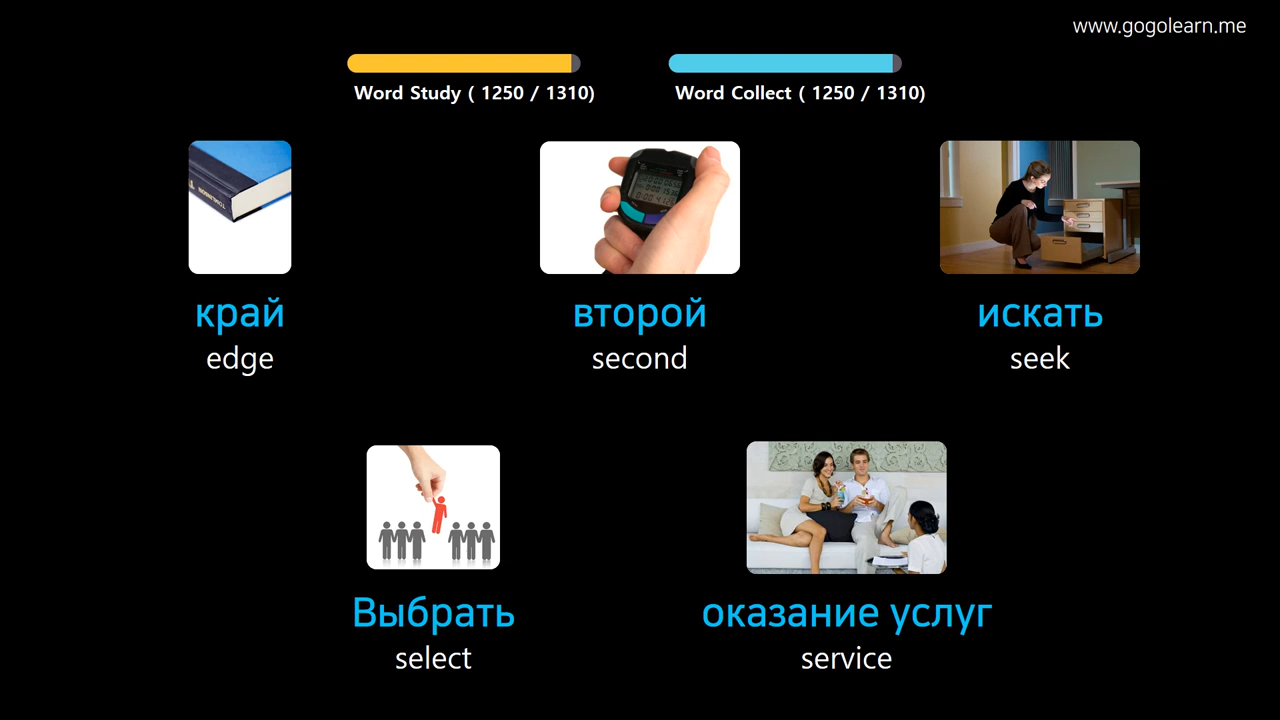 www.gogolearn.me
Word Study ( 1250 / 1310)
Word Collect ( 1250 / 1310)
TOMLINSON
край
второй
искать
edge
second
seek
Выбрать
оказание услуг
select
service